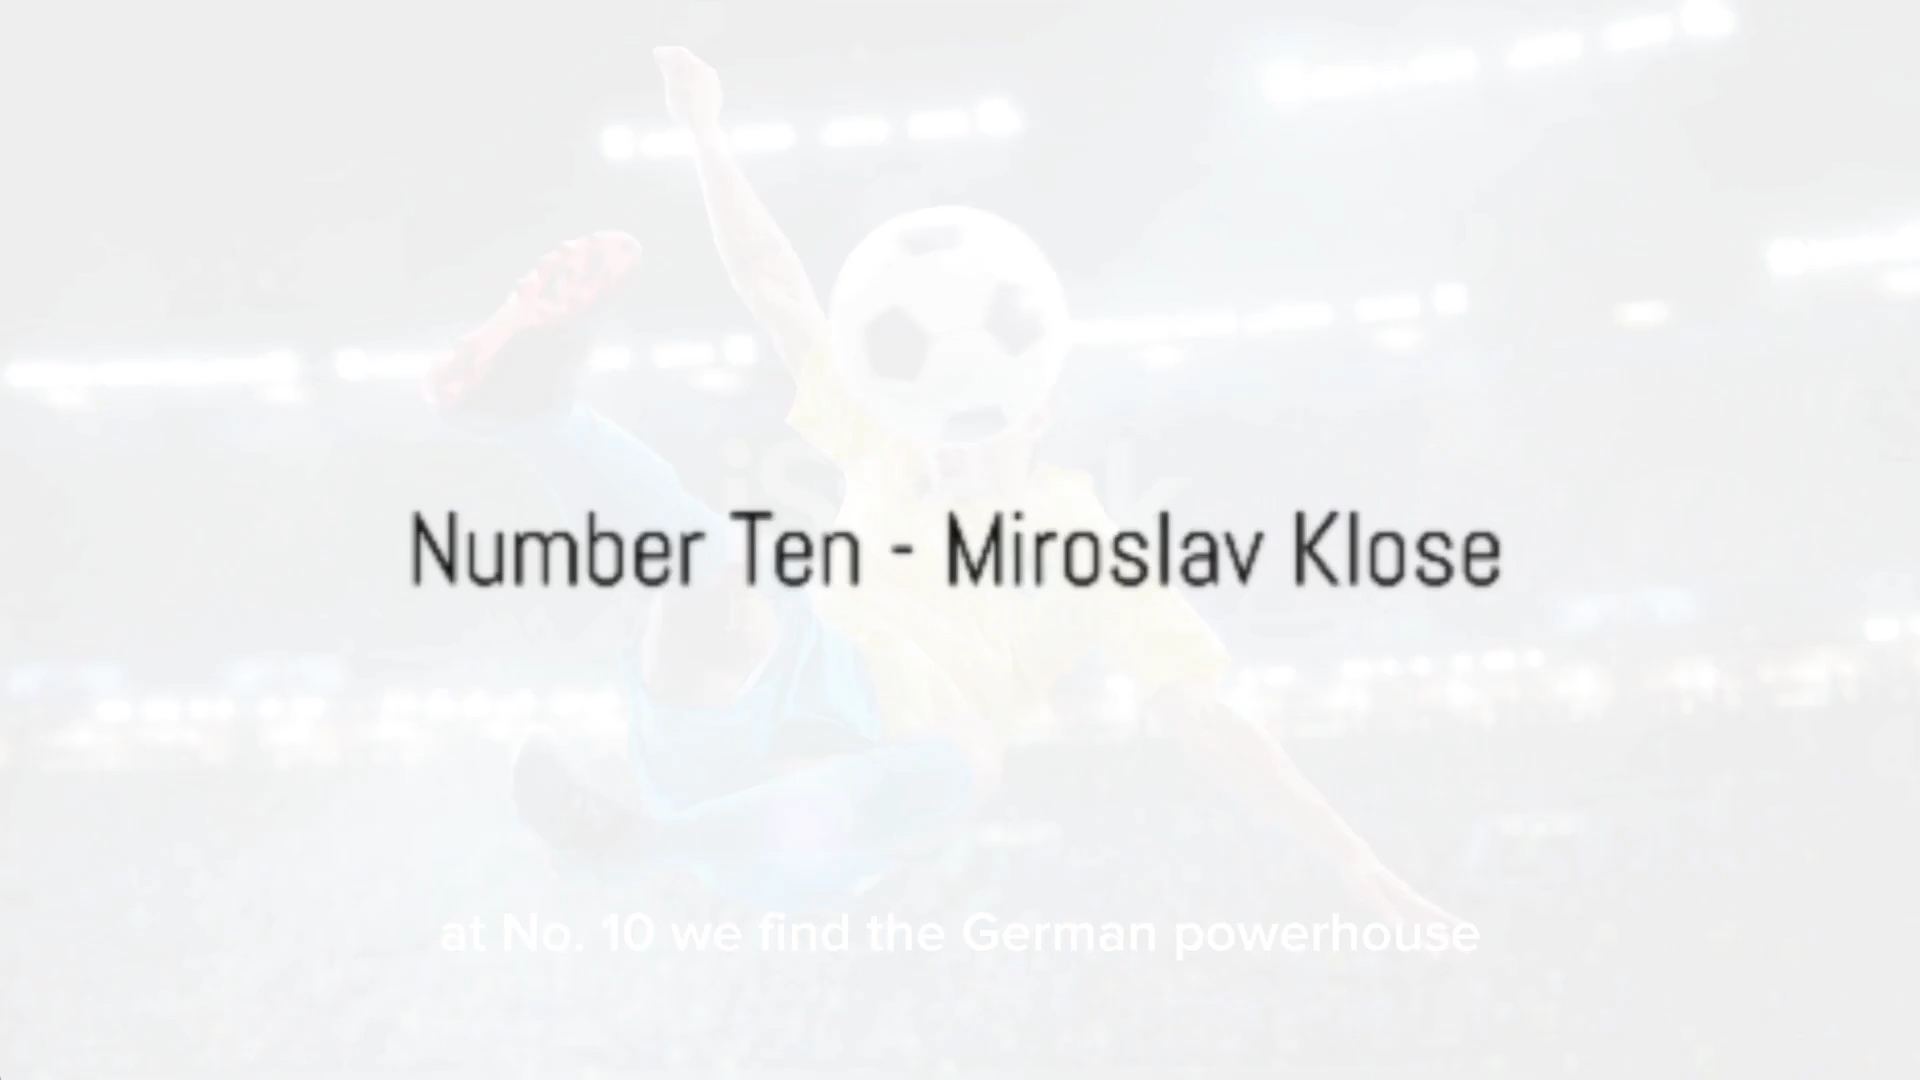 Number Ten - Miroslav Klose
at No. 10 we find the German powerhouse